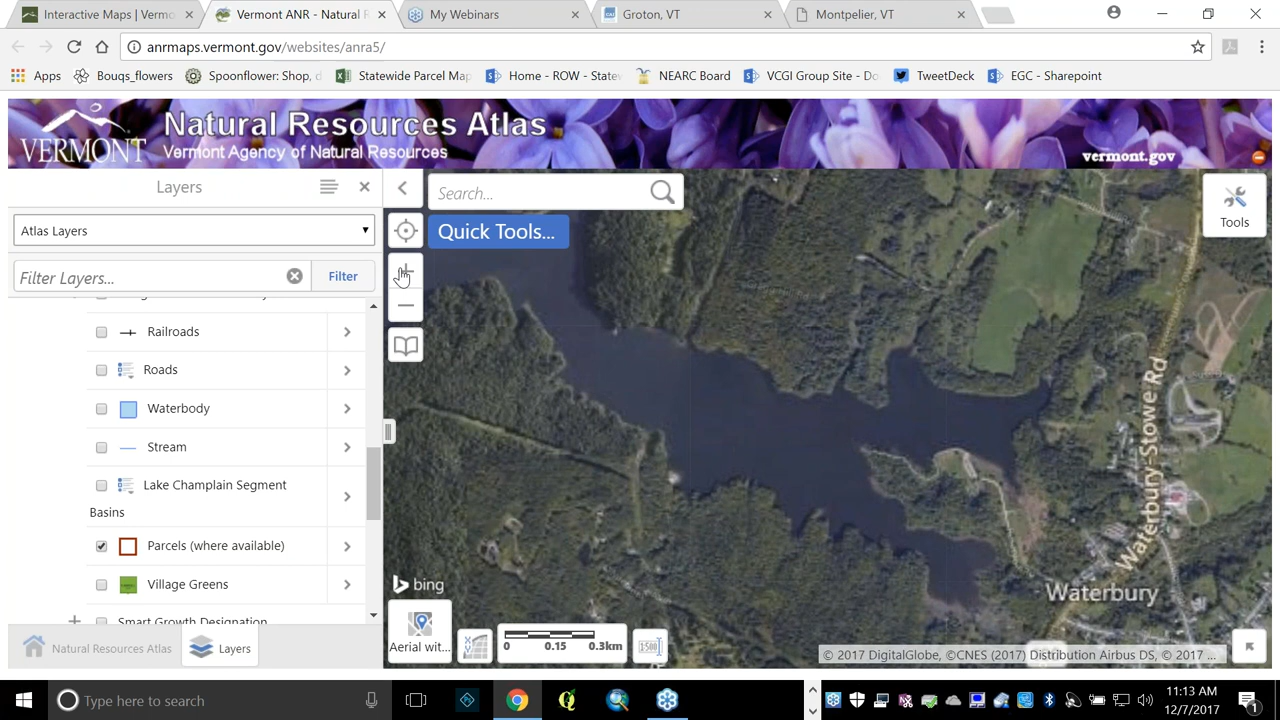 Interactive Maps | Vermo
Vermont ANR - Natural R
My Webinars
Groton, VT
Montpelier, VT
anrmaps.vermont.gov/websites/anra5/
Apps
Bouqs_flowers
Spoonflower: Shop, d
Statewide Parcel Map
Home - ROW - Statew
NEARC Board
VCGI Group Site - Do
TweetDeck
EGC - Sharepoint
VERMONT
Natural Resources Atlas
Vermont Agency of Natural Resources
vermont.gov
Layers
Search...
Tools
Atlas Layers
Quick Tools...
Filter Layers...
Filter
Railroads
Roads
Waterbody
Stream
Lake Champlain Segment
Basins
Parcels (where available)
Village Greens
Smart Growth Designation
Waterbury-Stowe Rd
Waterbury
bing
Aerial wit...
0 0.15 0.3km
1:500
© 2017 DigitalGlobe, ©CNES (2017) Distribution Airbus DS, © 2017 ...
Natural Resources Atlas
Layers
Type here to search
11:13 AM
12/7/2017
1